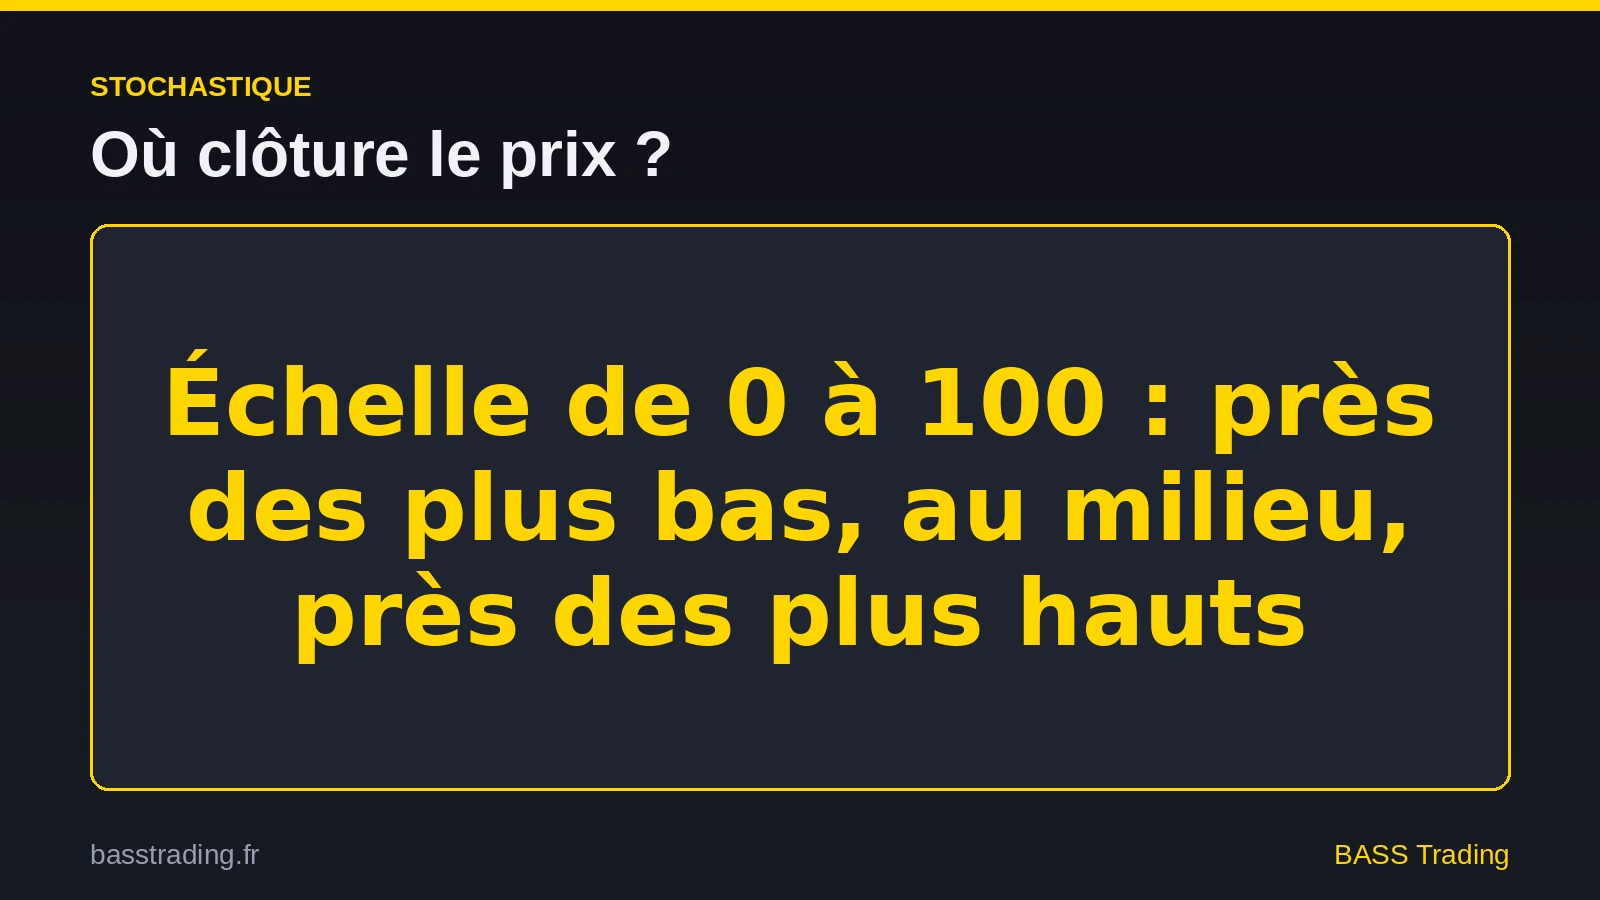 STOCHASTIQUE
Où clôture le prix ?
Échelle de 0 à 100 : près
des plus bas, au milieu,
près des plus hauts
basstrading.fr
BASS Trading